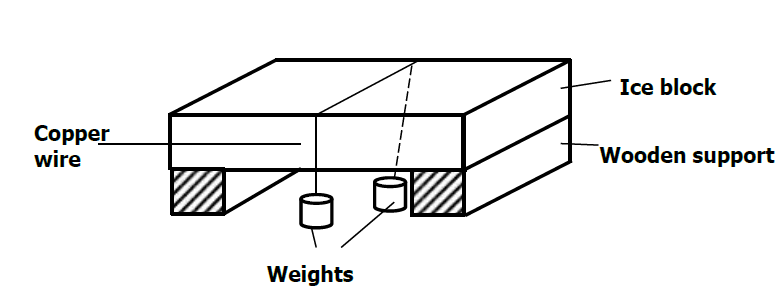 Ice block
Copper
wire
Wooden support
Weights